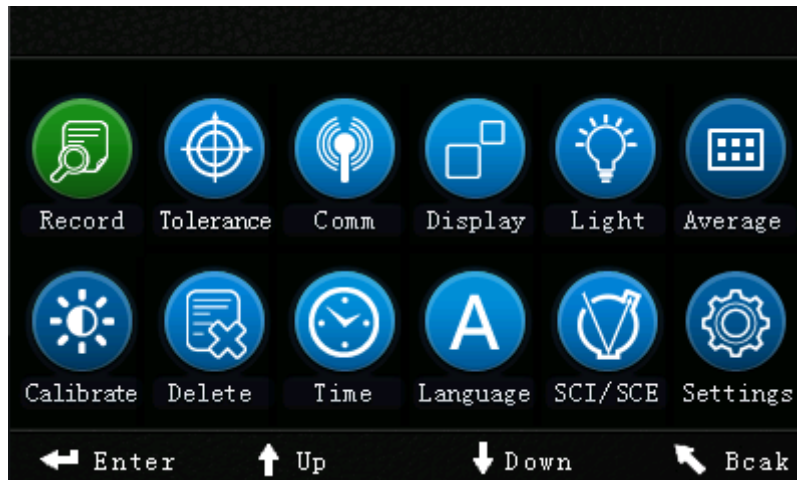 Record Tolerance Comm Display Light Average
Calibrate Delete Time A Language SCI/SCE Settings
Enter Up Down Bcak